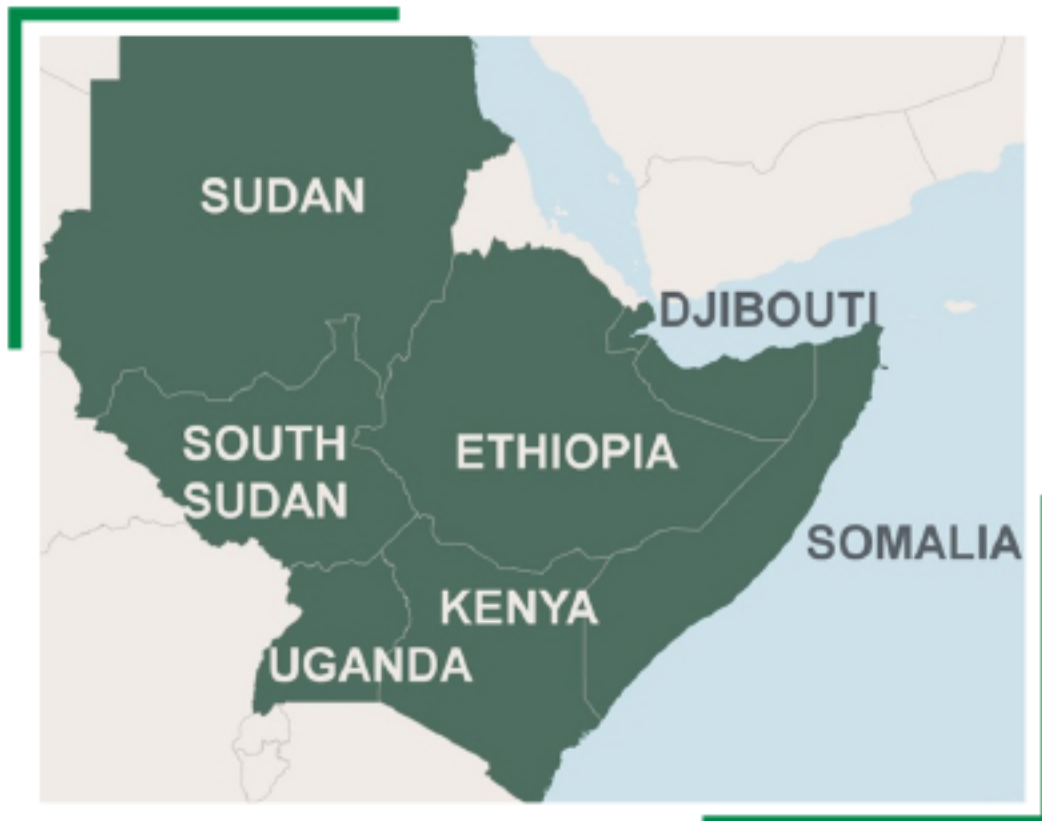 SUDAN
DJIBOUTI
SOUTH
SUDAN
ETHIOPIA
SOMALIA
KENYA
UGANDA